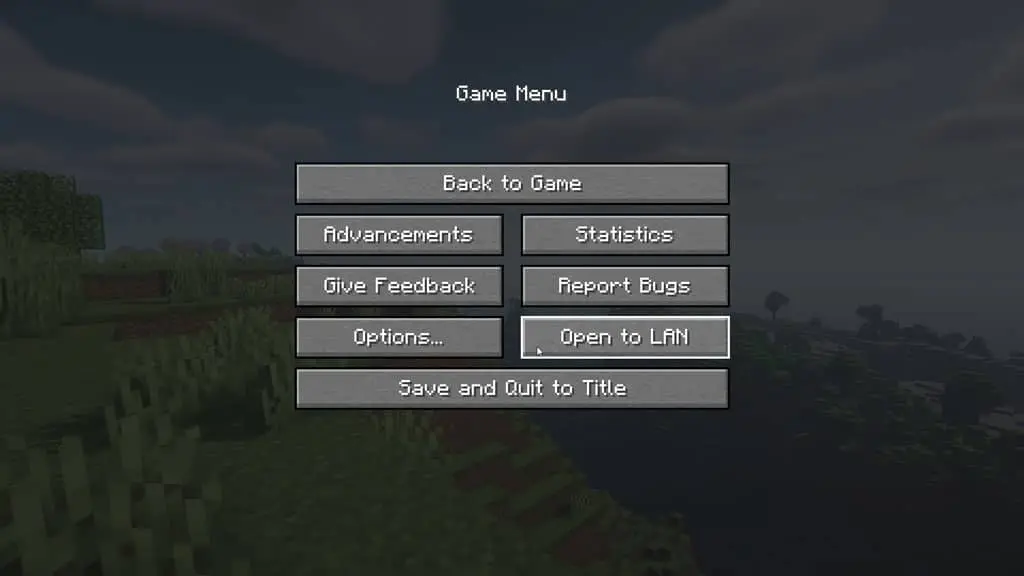 Game Menu
Back to Game
Advancements
Statistics
Give Feedback
Report Bugs
Options...
Open to LAN
Save and Quit to Title